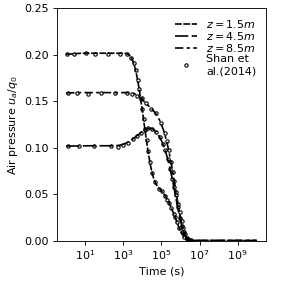 0.25
0.20
0.15
0.10
0.05
0.00
Air pressure u_a/q_0
z = 1.5m
z = 4.5m
z = 8.5m
Shan et
al.(2014)
10^1
10^3
10^5
10^7
10^9
Time (s)